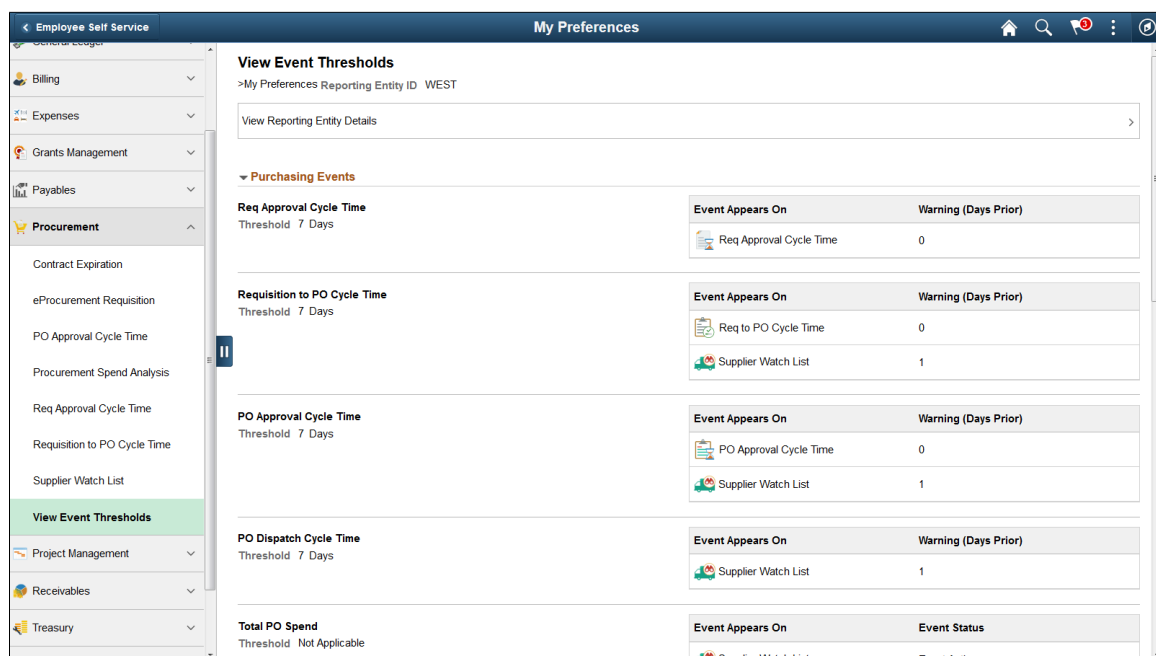 Employee Self Service
My Preferences
3
General Ledger
Billing
Expenses
Grants Management
Payables
Procurement
Contract Expiration
eProcurement Requisition
PO Approval Cycle Time
Procurement Spend Analysis
Req Approval Cycle Time
Requisition to PO Cycle Time
Supplier Watch List
View Event Thresholds
Project Management
Receivables
Treasury
View Event Thresholds
>My Preferences Reporting Entity ID WEST
View Reporting Entity Details
Purchasing Events
Req Approval Cycle Time
Threshold 7 Days
Event Appears On Warning (Days Prior)
Req Approval Cycle Time 0
Requisition to PO Cycle Time
Threshold 7 Days
Event Appears On Warning (Days Prior)
Req to PO Cycle Time 0
Supplier Watch List 1
PO Approval Cycle Time
Threshold 7 Days
Event Appears On Warning (Days Prior)
PO Approval Cycle Time 0
Supplier Watch List 1
PO Dispatch Cycle Time
Threshold 7 Days
Event Appears On Warning (Days Prior)
Supplier Watch List 1
Total PO Spend
Threshold Not Applicable
Event Appears On Event Status
Supplier Watch List